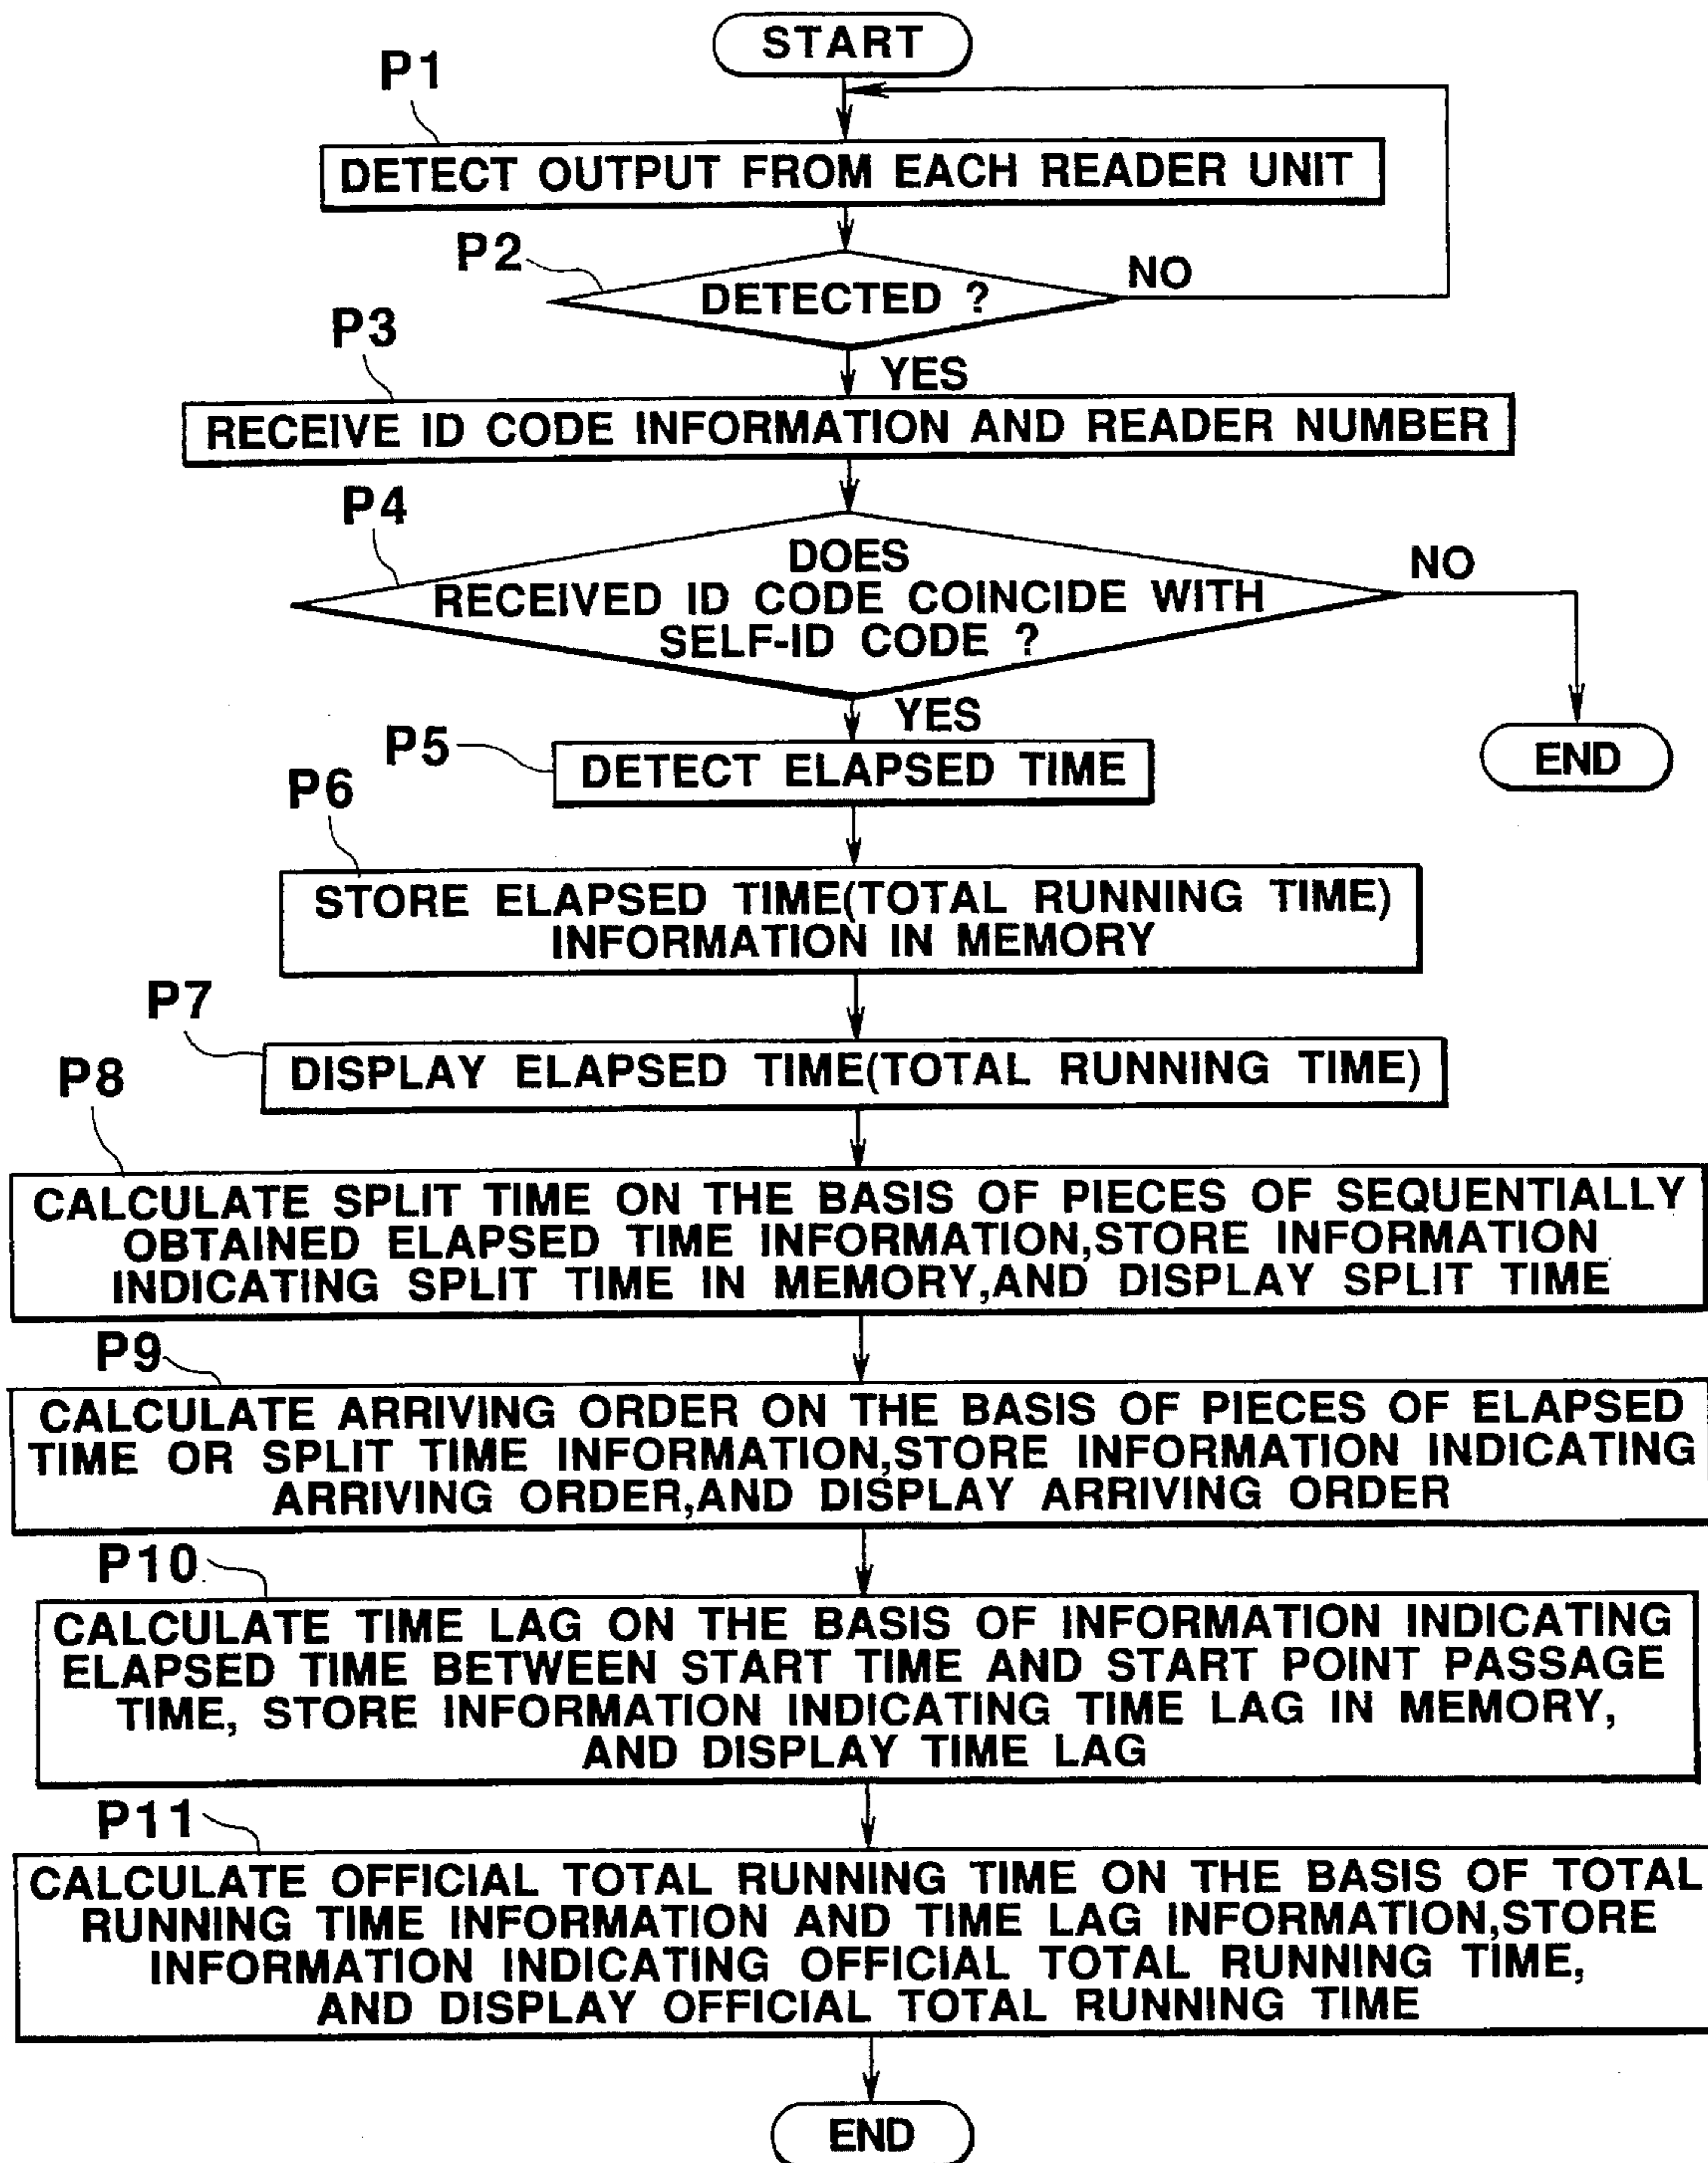 START
P1
DETECT OUTPUT FROM EACH READER UNIT
P2
DETECTED ?
NO
YES
P3
RECEIVE ID CODE INFORMATION AND READER NUMBER
P4
DOES
RECEIVED ID CODE COINCIDE WITH
SELF-ID CODE ?
NO
YES
END
P5
DETECT ELAPSED TIME
P6
STORE ELAPSED TIME(TOTAL RUNNING TIME)
INFORMATION IN MEMORY
P7
DISPLAY ELAPSED TIME(TOTAL RUNNING TIME)
P8
CALCULATE SPLIT TIME ON THE BASIS OF PIECES OF SEQUENTIALLY
OBTAINED ELAPSED TIME INFORMATION,STORE INFORMATION
INDICATING SPLIT TIME IN MEMORY,AND DISPLAY SPLIT TIME
P9
CALCULATE ARRIVING ORDER ON THE BASIS OF PIECES OF ELAPSED
TIME OR SPLIT TIME INFORMATION,STORE INFORMATION INDICATING
ARRIVING ORDER,AND DISPLAY ARRIVING ORDER
P10
CALCULATE TIME LAG ON THE BASIS OF INFORMATION INDICATING
ELAPSED TIME BETWEEN START TIME AND START POINT PASSAGE
TIME, STORE INFORMATION INDICATING TIME LAG IN MEMORY,
AND DISPLAY TIME LAG
P11
CALCULATE OFFICIAL TOTAL RUNNING TIME ON THE BASIS OF TOTAL
RUNNING TIME INFORMATION AND TIME LAG INFORMATION,STORE
INFORMATION INDICATING OFFICIAL TOTAL RUNNING TIME,
AND DISPLAY OFFICIAL TOTAL RUNNING TIME
END